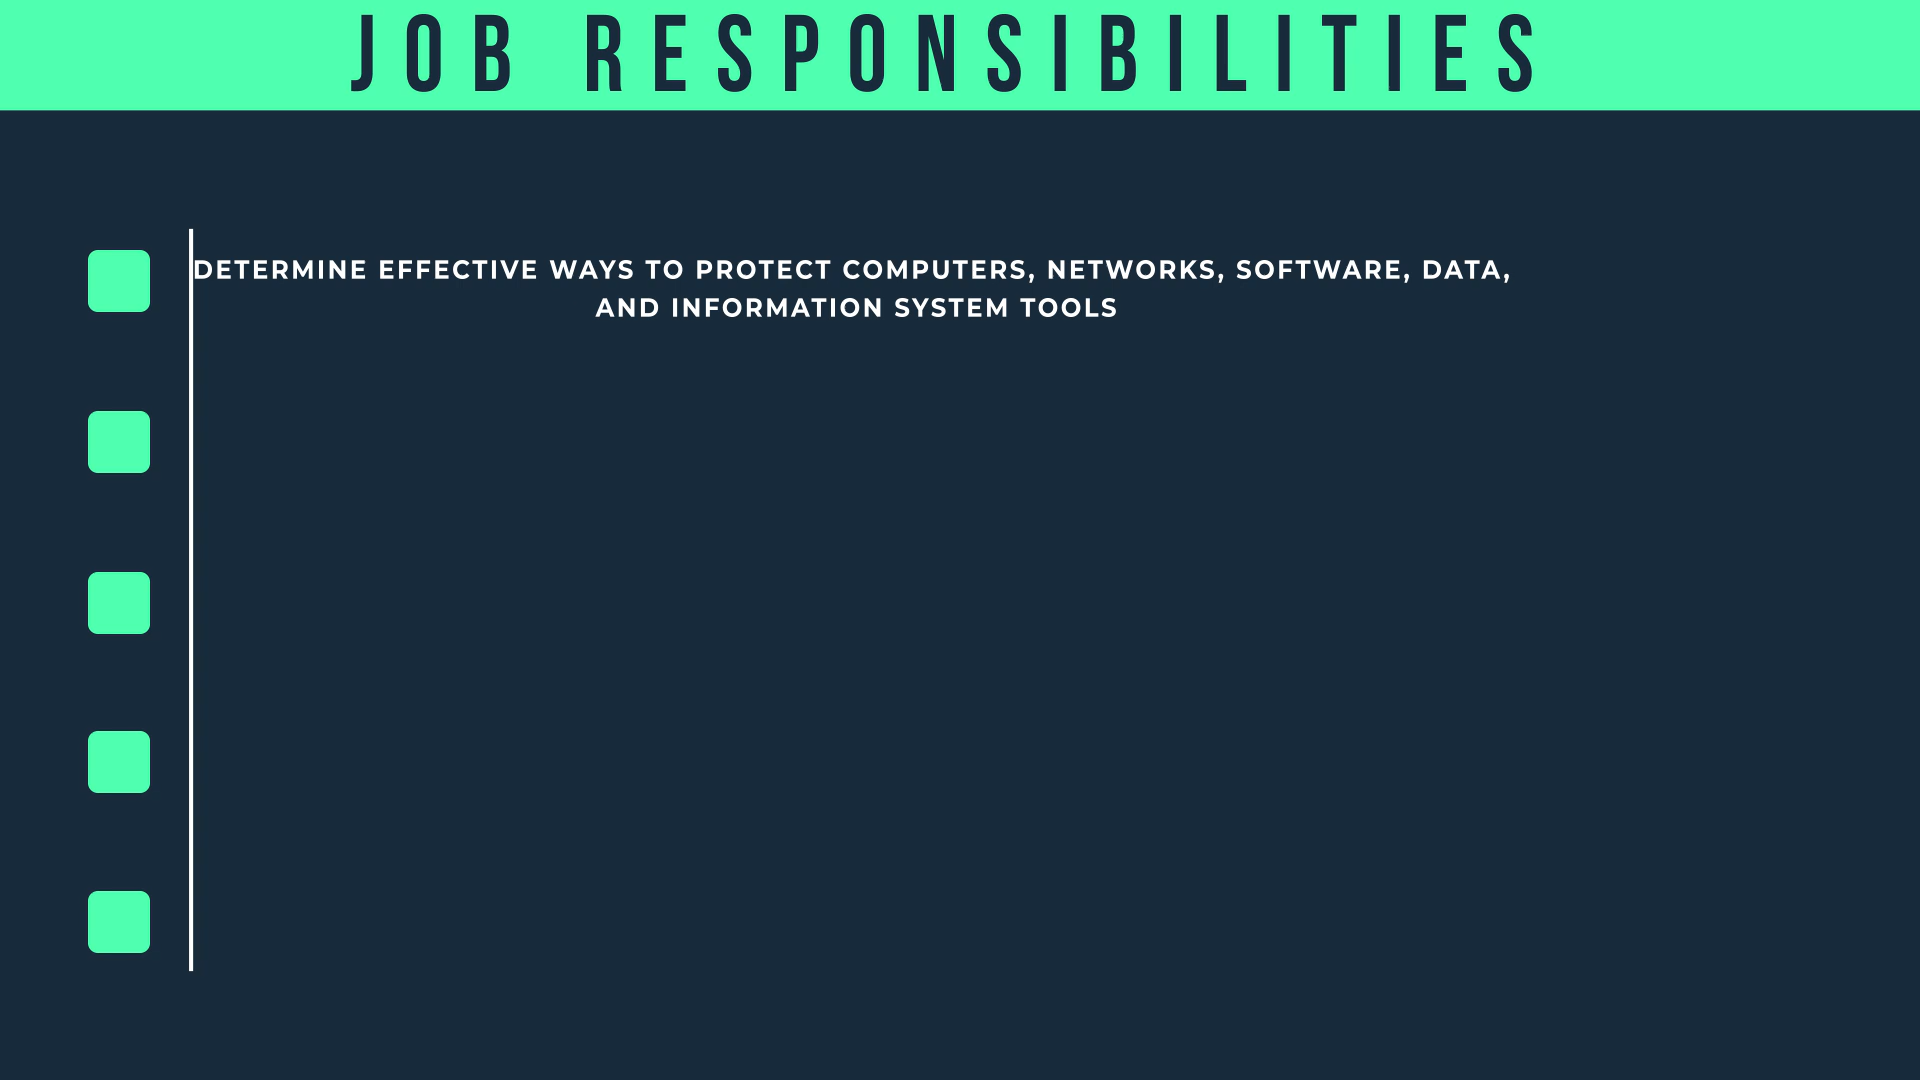 JOB RESPONSIBILITIES
DETERMINE EFFECTIVE WAYS TO PROTECT COMPUTERS, NETWORKS, SOFTWARE, DATA,
AND INFORMATION SYSTEM TOOLS